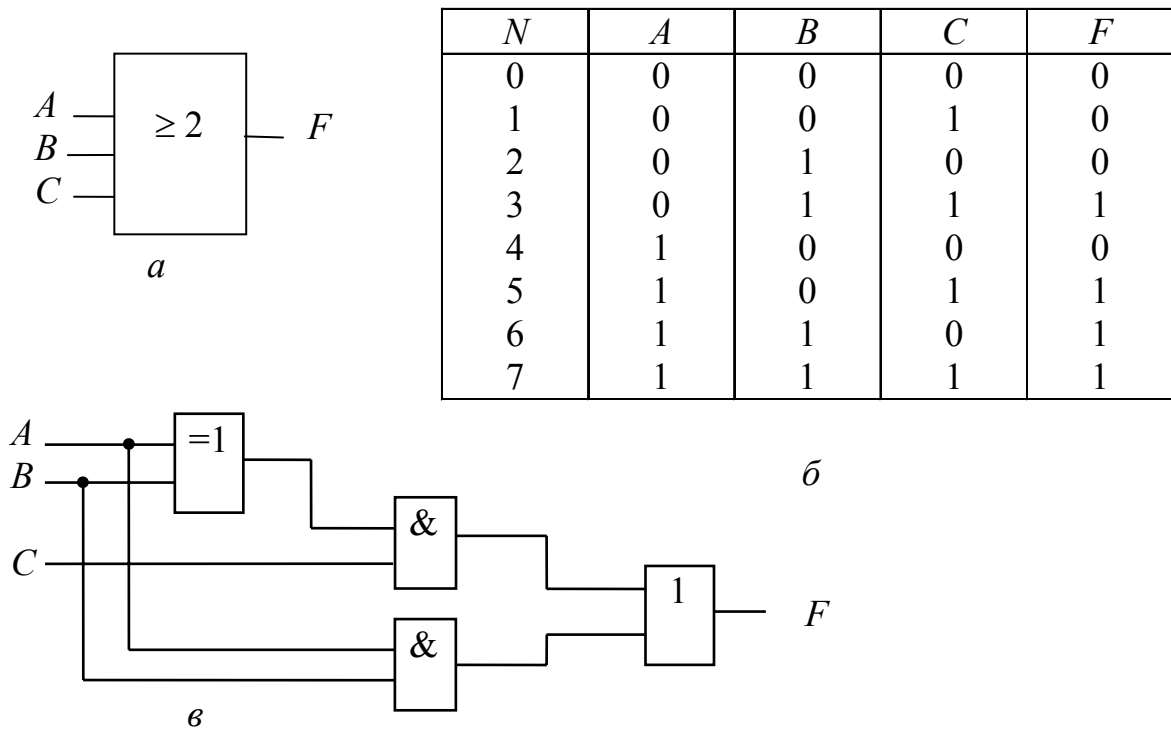 A
B
C
≥ 2
F
а
N A B C F
0 0 0 0 0
1 0 0 1 0
2 0 1 0 0
3 0 1 1 1
4 1 0 0 0
5 1 0 1 1
6 1 1 0 1
7 1 1 1 1
б
A
B
C
=1
&
&
1
F
в